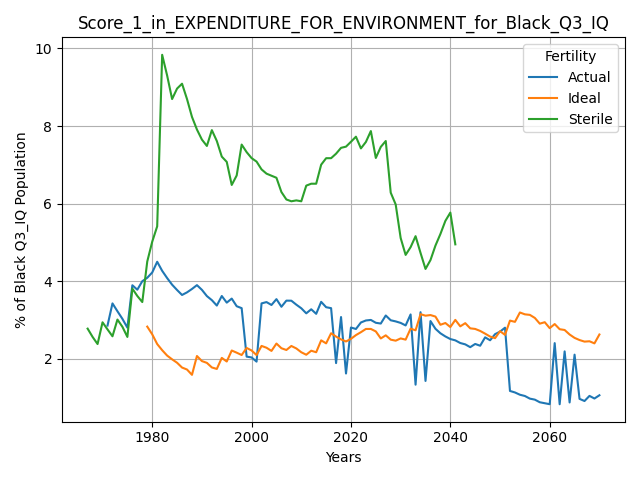 Score_1_in_EXPENDITURE_FOR_ENVIRONMENT_for_Black_Q3_IQ
Fertility
Actual
Ideal
Sterile
% of Black Q3_IQ Population
10
8
6
4
2
1980
2000
2020
2040
2060
Years